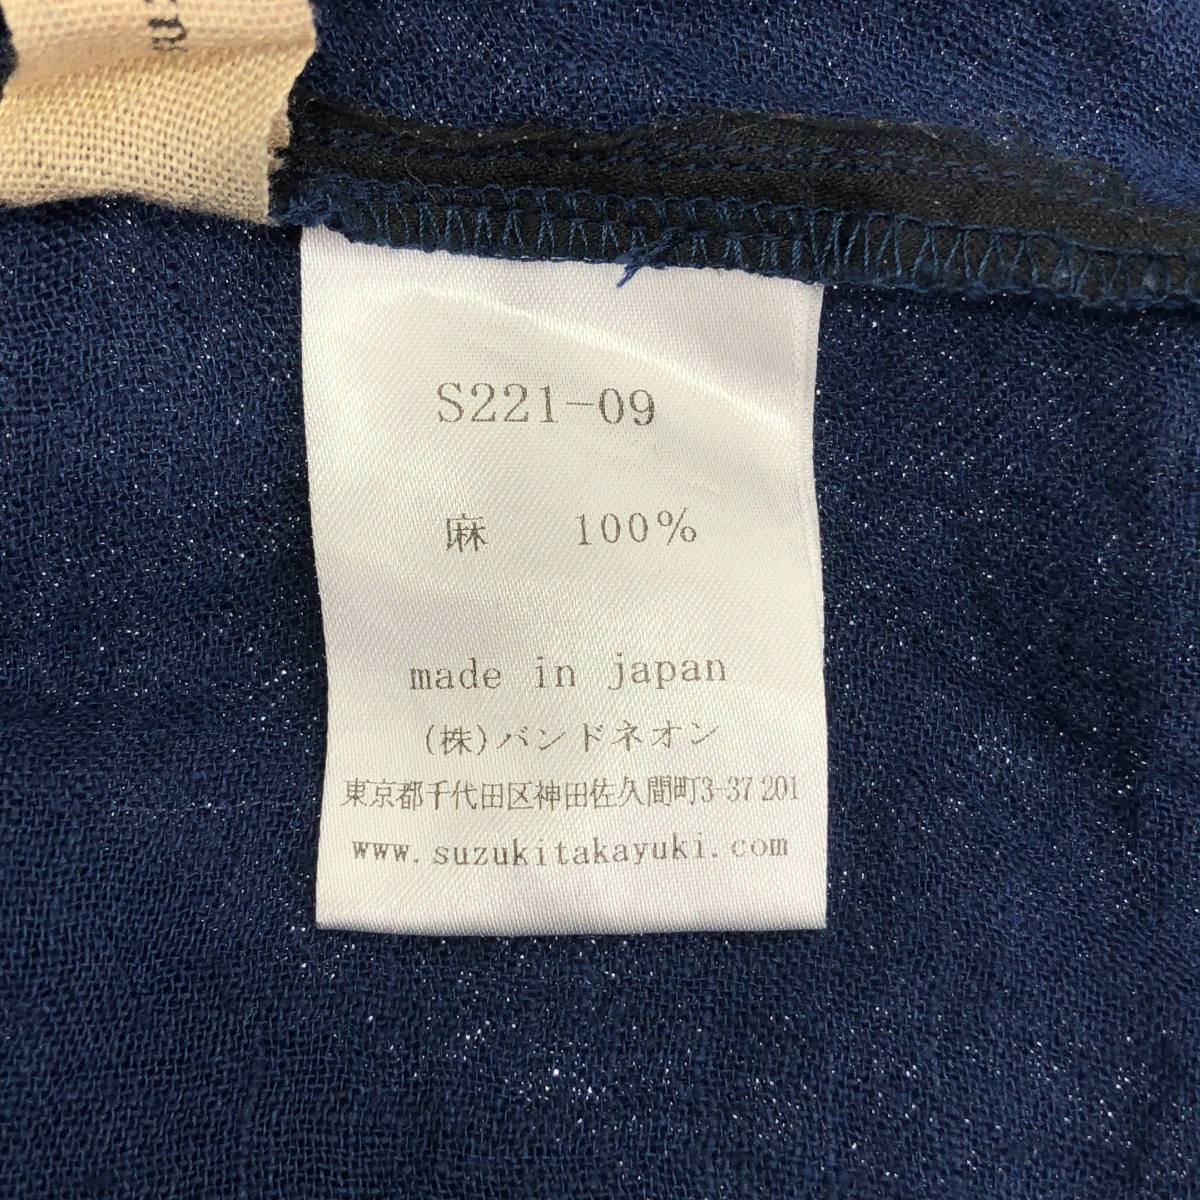 S221-09
麻 100%
made in japan
(株)バンドネオン
東京都千代田区神田佐久間町3-37 201
www.suzukitakayuki.com